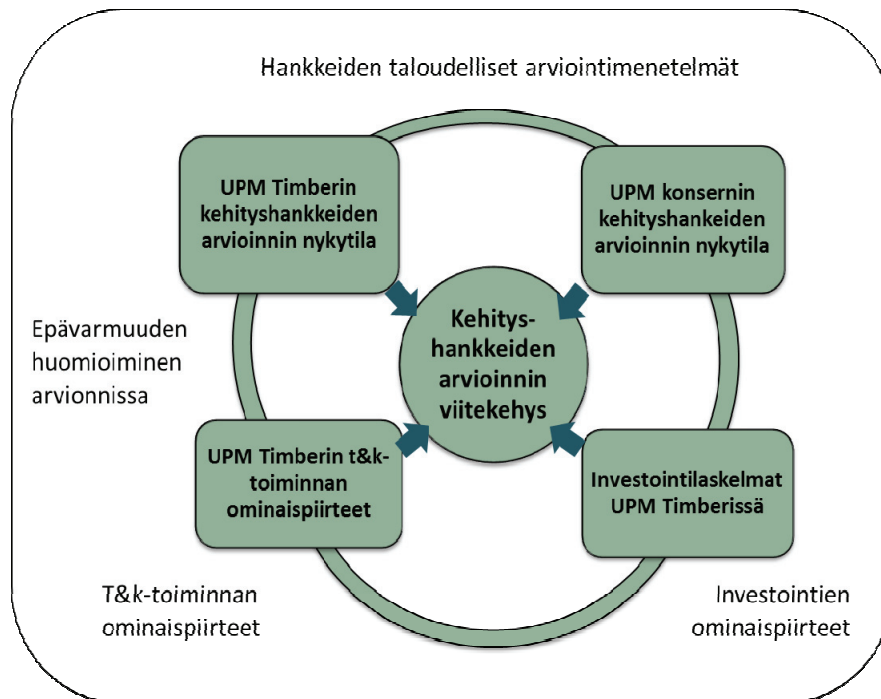 Hankkeiden taloudelliset arviointimenetelmät
UPM Timberin
kehityshankkeiden
arvioinnin nykytila
UPM konsernin
kehityshankeiden
arvioinnin nykytila
Kehitys-
hankkeiden
arvioinnin
viitekehys
Epävarmuuden
huomioiminen
arvionnissa
UPM Timberin t&k-
toiminnan
ominaispiirteet
Investointilaskelmat
UPM Timberissä
T&k-toiminnan
ominaispiirteet
Investointien
ominaispiirteet